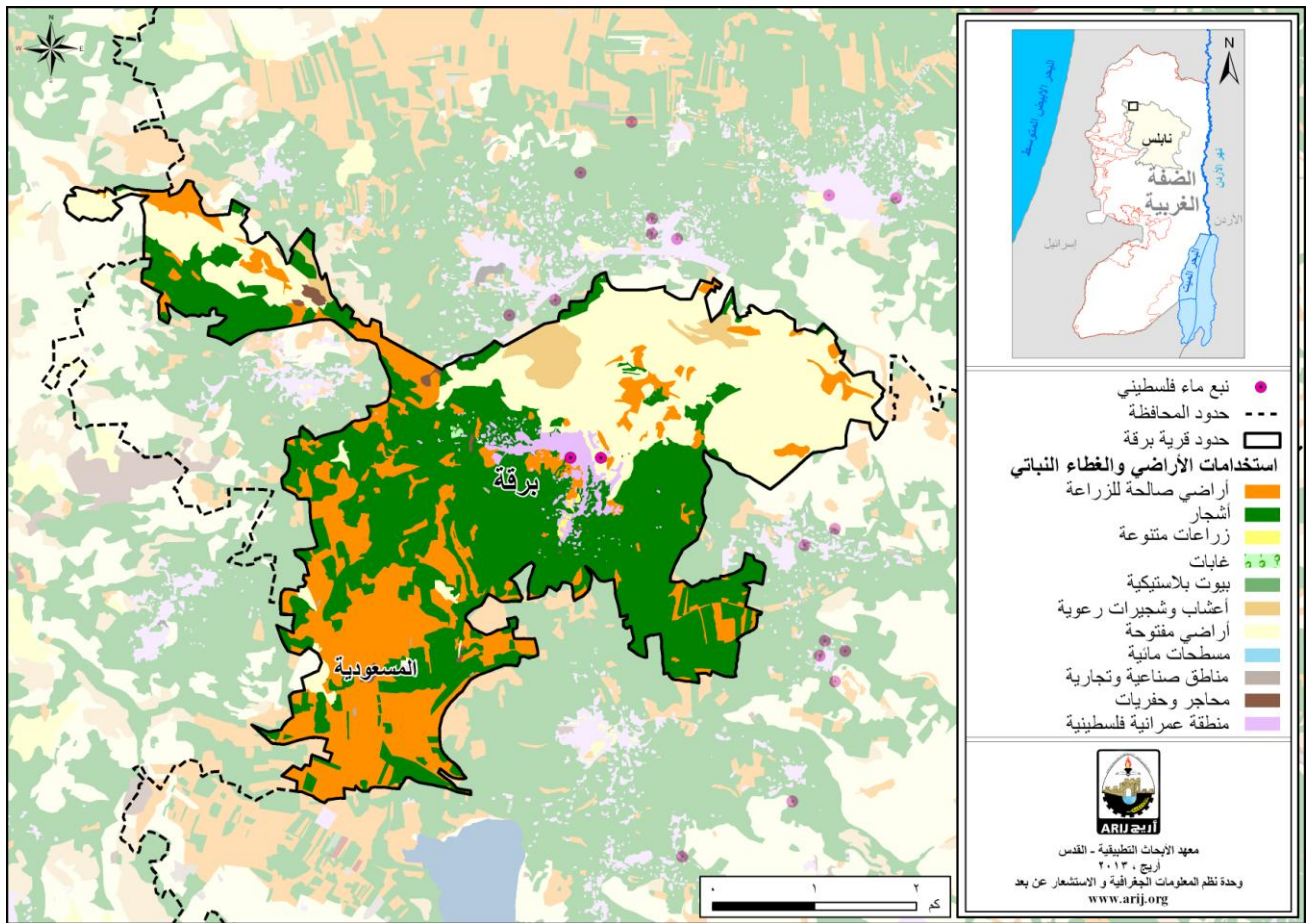 N
W
E
S
برقة
المسعودية
٠
١
٢
كم
N
البحر الابيض المتوسط
نابلس
نهر الأردن
الضفة
الغربية
الأردن
اسرائيل
البحر الميت
نبع ماء فلسطيني
حدود المحافظة
حدود قرية برقة
استخدامات الأراضي والغطاء النباتي
أراضي صالحة للزراعة
أشجار
زراعات متنوعة
غابات
بيوت بلاستيكية
أعشاب وشجيرات رعوية
أراضي مفتوحة
مسطحات مائية
مناطق صناعية وتجارية
محاجر وحفريات
منطقة عمرانية فلسطينية
ARIJ أريج
معهد الأبحاث التطبيقية - القدس
أريج ، ٢٠١٣
وحدة نظم المعلومات الجغرافية و الاستشعار عن بعد
www.arij.org